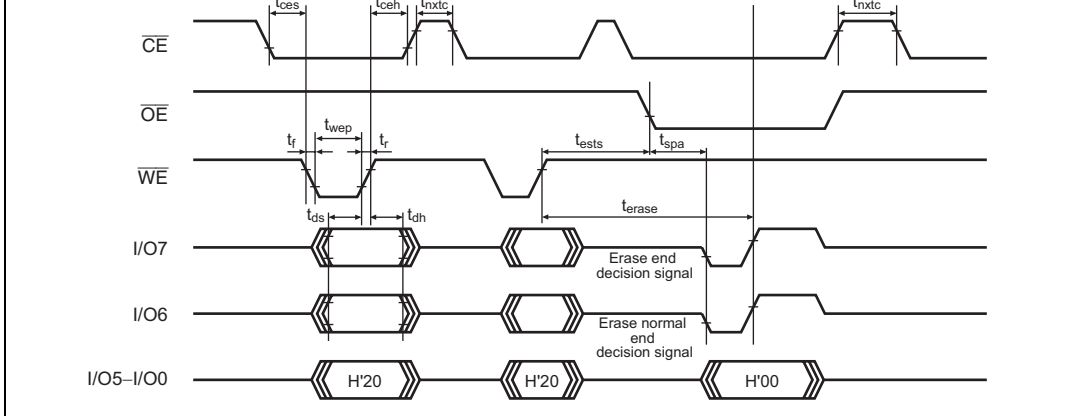 tces
tceh
tnxtc
tnxtc
CE
OE
tf
twep
tr
tests
tspa
WE
terase
tds
tdh
I/O7
Erase end
decision signal
I/O6
Erase normal
end
decision signal
I/O5–I/O0
H'20
H'20
H'00